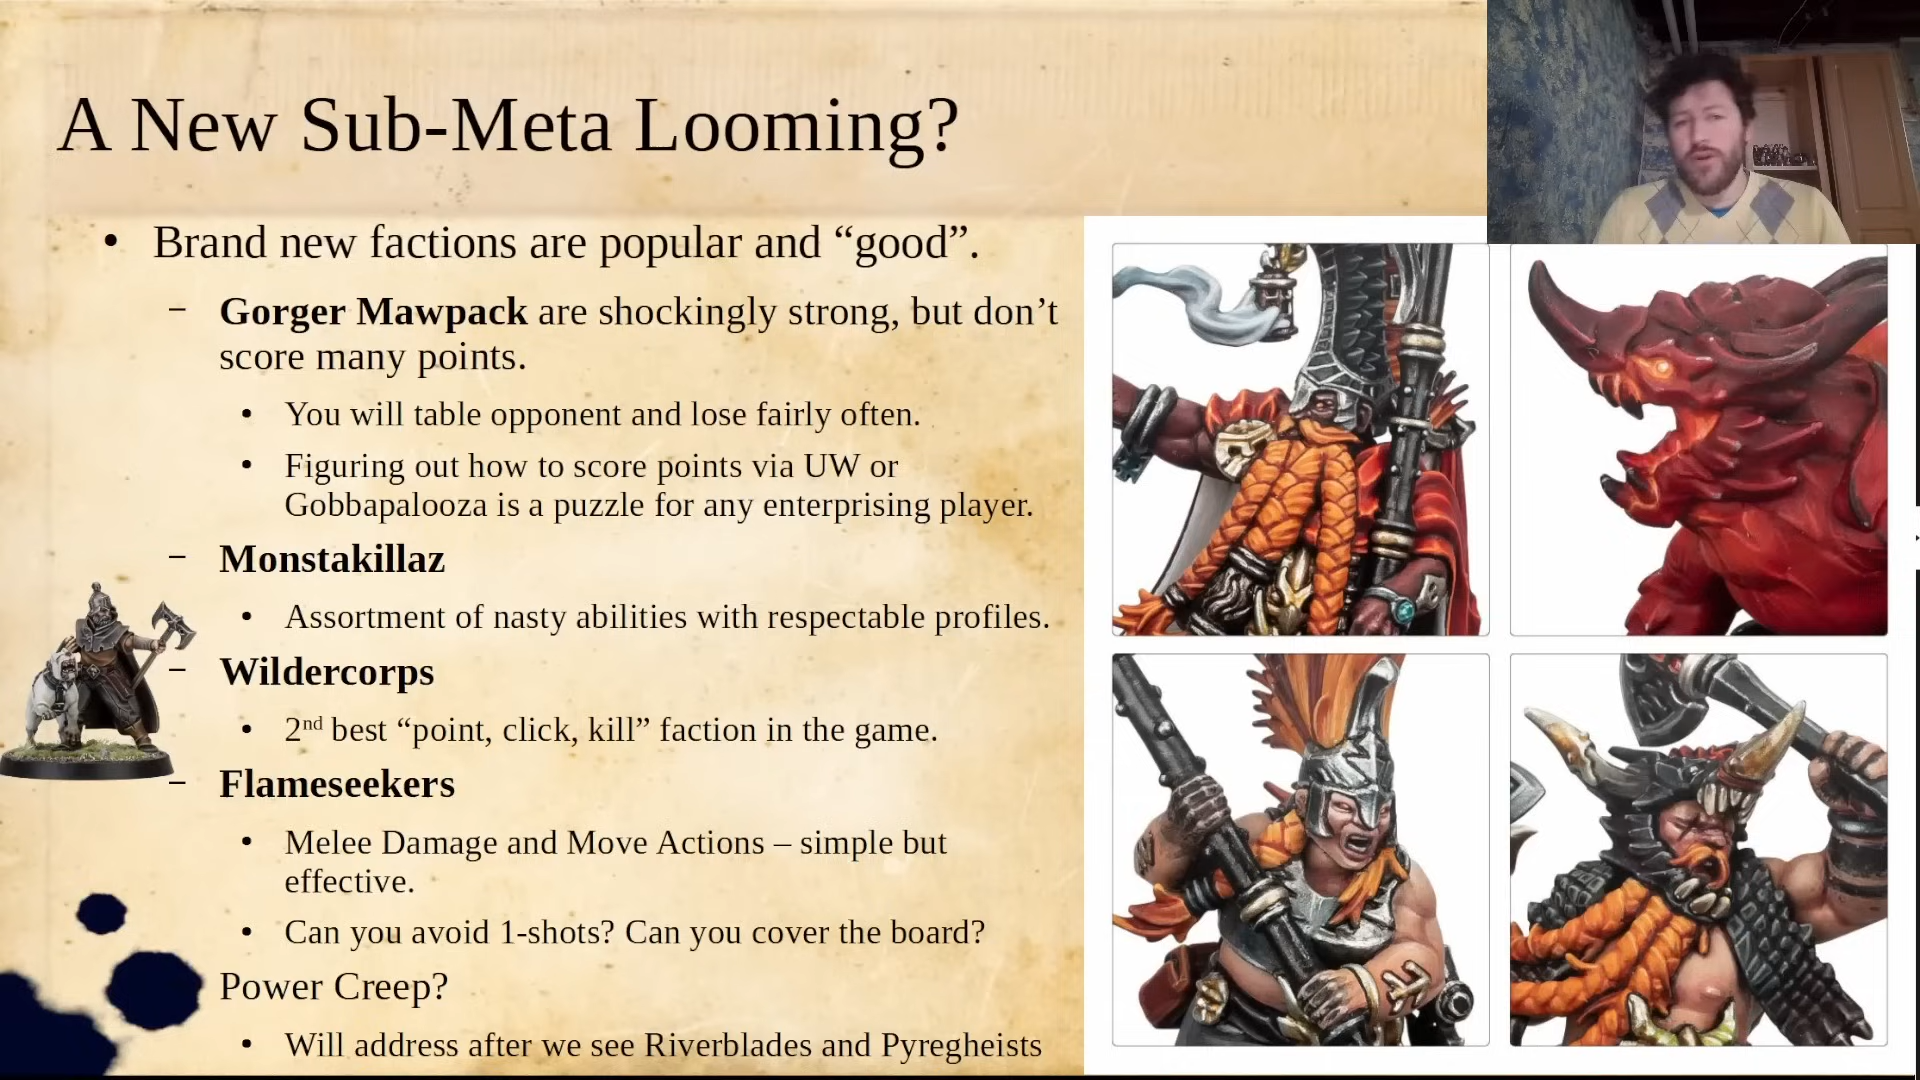 A New Sub-Meta Looming?
• Brand new factions are popular and “good”.
– Gorger Mawpack are shockingly strong, but don’t
score many points.
• You will table opponent and lose fairly often.
• Figuring out how to score points via UW or
Gobbapalooza is a puzzle for any enterprising player.
– Monstakillaz
• Assortment of nasty abilities with respectable profiles.
– Wildercorps
• 2nd best “point, click, kill” faction in the game.
– Flameseekers
• Melee Damage and Move Actions – simple but
effective.
• Can you avoid 1-shots? Can you cover the board?
Power Creep?
• Will address after we see Riverblades and Pyregheists